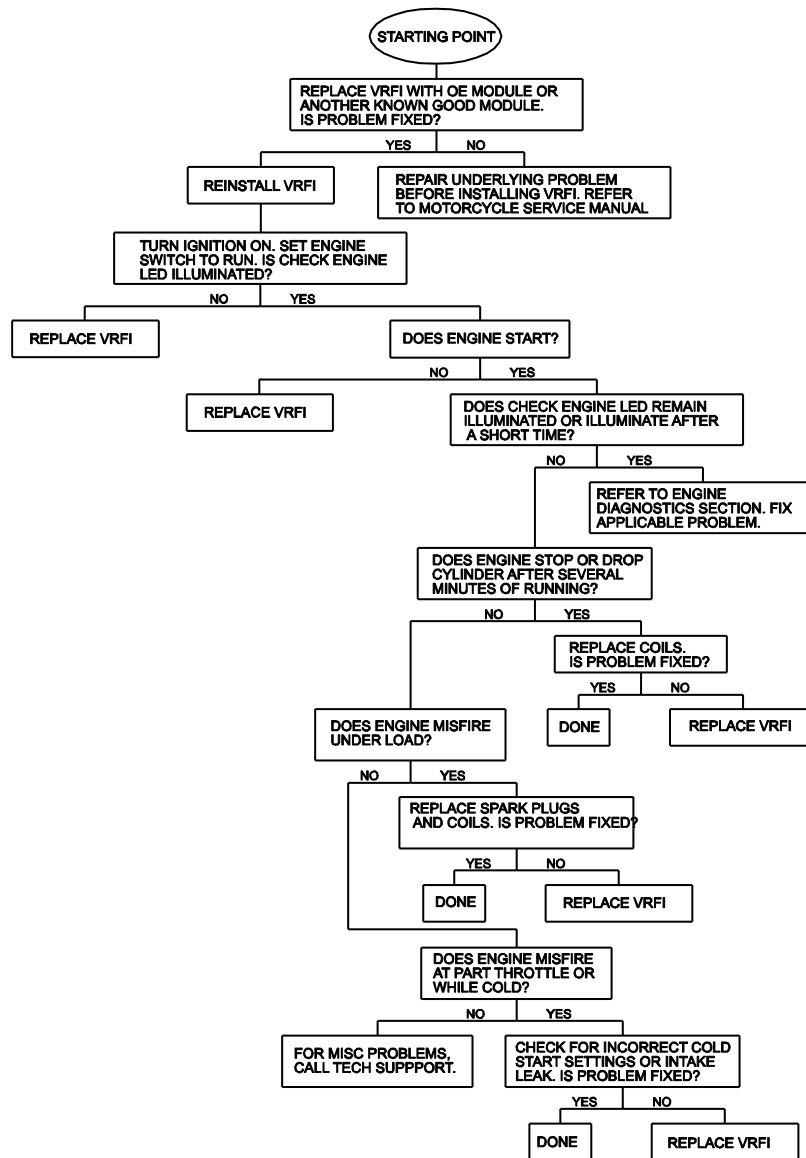 STARTING POINT
REPLACE VRFI WITH OE MODULE OR
ANOTHER KNOWN GOOD MODULE.
IS PROBLEM FIXED?
YES
NO
REINSTALL VRFI
REPAIR UNDERLYING PROBLEM
BEFORE INSTALLING VRFI. REFER
TO MOTORCYCLE SERVICE MANUAL
TURN IGNITION ON. SET ENGINE
SWITCH TO RUN. IS CHECK ENGINE
LED ILLUMINATED?
NO
YES
REPLACE VRFI
DOES ENGINE START?
NO
YES
REPLACE VRFI
DOES CHECK ENGINE LED REMAIN
ILLUMINATED OR ILLUMINATE AFTER
A SHORT TIME?
NO
YES
REFER TO ENGINE
DIAGNOSTICS SECTION. FIX
APPLICABLE PROBLEM.
DOES ENGINE STOP OR DROP
CYLINDER AFTER SEVERAL
MINUTES OF RUNNING?
NO
YES
REPLACE COILS.
IS PROBLEM FIXED?
YES
NO
DONE
REPLACE VRFI
DOES ENGINE MISFIRE
UNDER LOAD?
NO
YES
REPLACE SPARK PLUGS
AND COILS. IS PROBLEM FIXED?
YES
NO
DONE
REPLACE VRFI
DOES ENGINE MISFIRE
AT PART THROTTLE OR
WHILE COLD?
NO
YES
FOR MISC PROBLEMS,
CALL TECH SUPPPORT.
CHECK FOR INCORRECT COLD
START SETTINGS OR INTAKE
LEAK. IS PROBLEM FIXED?
YES
NO
DONE
REPLACE VRFI